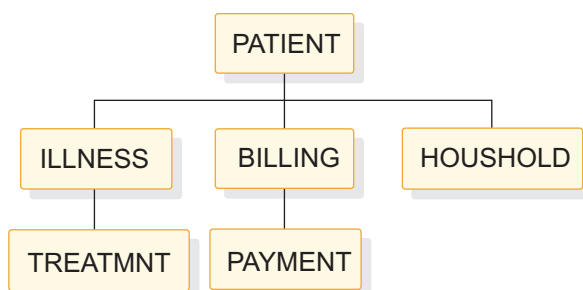 PATIENT
ILLNESS
BILLING
HOUSHOLD
TREATMNT
PAYMENT